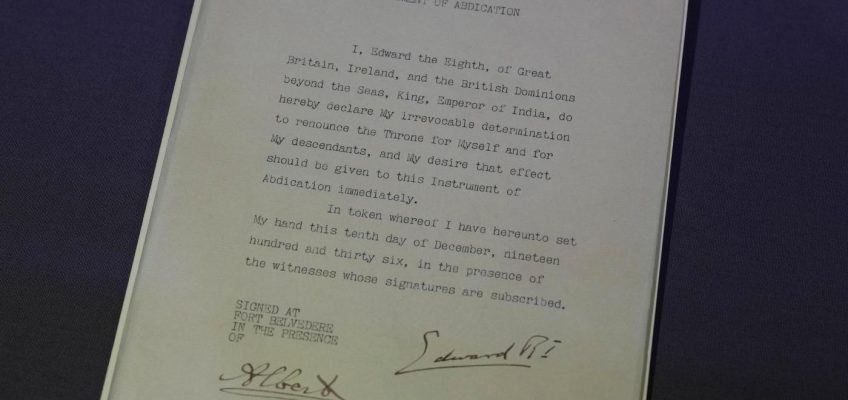 OF ABDICATION
I, Edward the Eighth, of Great
Britain, Ireland, and the British Dominions
beyond the Seas, King, Emperor of India, do
hereby declare My irrevocable determination
to renounce the Throne for Myself and for
My descendants, and My desire that effect
should be given to this Instrument of
Abdication immediately.
In token whereof I have hereunto set
My hand this tenth day of December, nineteen
hundred and thirty six, in the presence of
the witnesses whose signatures are subscribed.
SIGNED AT
FORT BELVEDERE
IN THE PRESENCE
OF
Edward RI
Albert